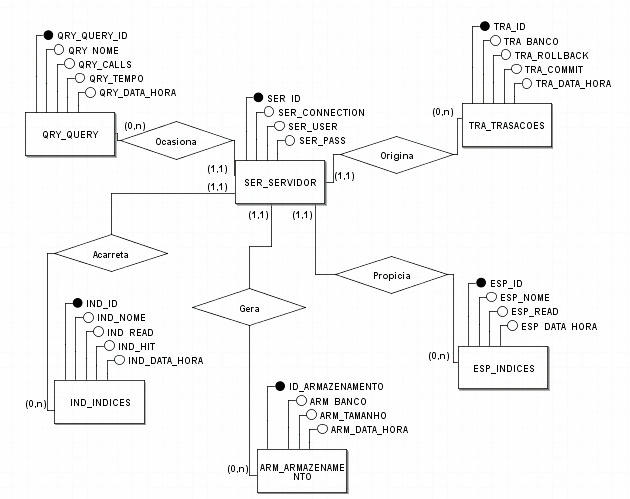 QRY_QUERY_ID
QRY_NOME
QRY_CALLS
QRY_TEMPO
QRY_DATA_HORA
(0,n)
QRY_QUERY
Ocasiona
(1,1)
TRA_ID
TRA_BANCO
TRA_ROLLBACK
TRA_COMMIT
TRA_DATA_HORA
(0,n)
TRA_TRASACOES
Origina
(1,1)
SER_ID
SER_CONNECTION
SER_USER
SER_PASS
SER_SERVIDOR
(1,1)
(1,1)
(1,1)
Acarreta
IND_ID
IND_NOME
IND_READ
IND_HIT
IND_DATA_HORA
(0,n)
IND_INDICES
Gera
ID_ARMAZENAMENTO
ARM_BANCO
ARM_TAMANHO
ARM_DATA_HORA
(0,n)
ARM_ARMAZENAME
NTO
Propicia
ESP_ID
ESP_NOME
ESP_READ
ESP_DATA_HORA
(0,n)
ESP_INDICES